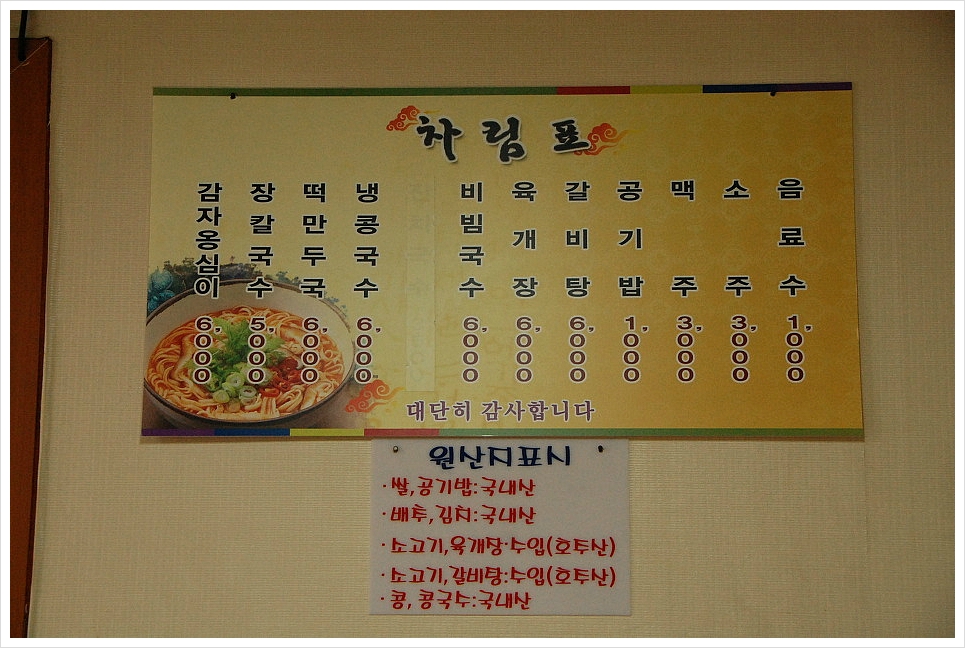 차림표
감자옹심이 6,000
장칼국수 5,000
떡만두국 6,000
냉콩국수 6,000
비빔국수 6,000
육개장 6,000
갈비탕 6,000
공기밥 1,000
맥주 3,000
소주 3,000
음료수 1,000
대단히 감사합니다
원산지표시
·쌀,공기밥:국내산
·배추,김치:국내산
·소고기,육개장·수입(호주산)
·소고기,갈비탕:수입(호주산)
·콩, 콩국수:국내산